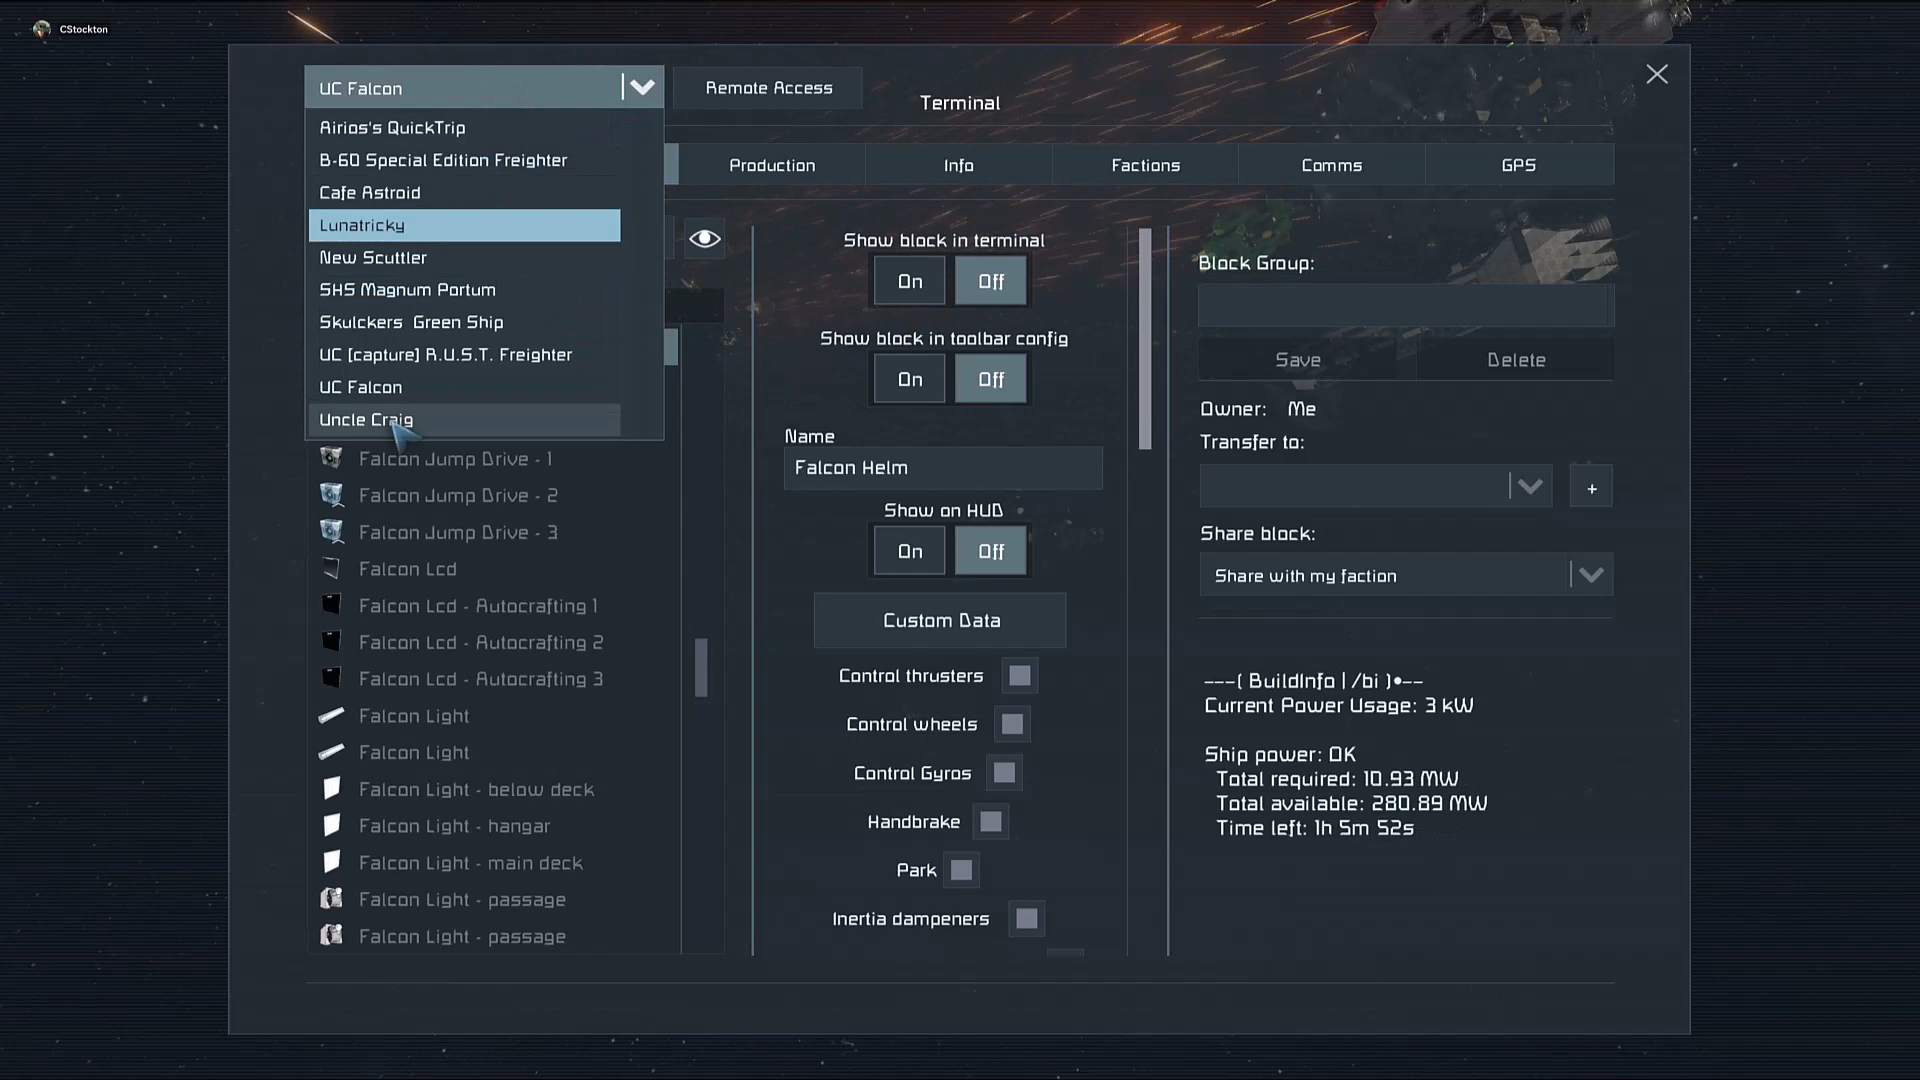 CStockton
UC Falcon
Remote Access
Terminal
Airios's QuickTrip
B-60 Special Edition Freighter
Cafe Astroid
Lunatricky
New Scuttler
SHS Magnum Portum
Skulckers Green Ship
UC [capture] R.U.S.T. Freighter
UC Falcon
Uncle Craig
Production
Info
Factions
Comms
GPS
Falcon Jump Drive - 1
Falcon Jump Drive - 2
Falcon Jump Drive - 3
Falcon Lcd
Falcon Lcd - Autocrafting 1
Falcon Lcd - Autocrafting 2
Falcon Lcd - Autocrafting 3
Falcon Light
Falcon Light
Falcon Light - below deck
Falcon Light - hangar
Falcon Light - main deck
Falcon Light - passage
Falcon Light - passage
Show block in terminal
On Off
Show block in toolbar config
On Off
Name
Falcon Helm
Show on HUD
On Off
Custom Data
Control thrusters
Control wheels
Control Gyros
Handbrake
Park
Inertia dampeners
Block Group:
Save Delete
Owner: Me
Transfer to:
+
Share block:
Share with my faction
---( BuildInfo | /bi )•--
Current Power Usage: 3 kW
Ship power: OK
Total required: 10.93 MW
Total available: 280.89 MW
Time left: 1h 5m 52s